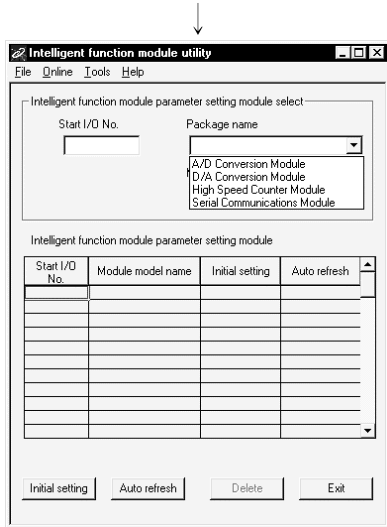 Intelligent function module utility
File Online Tools Help
Intelligent function module parameter setting module select
Start I/O No. Package name
A/D Conversion Module
D/A Conversion Module
High Speed Counter Module
Serial Communications Module
Intelligent function module parameter setting module
Start I/O No. Module model name Initial setting Auto refresh
Initial setting Auto refresh Delete Exit